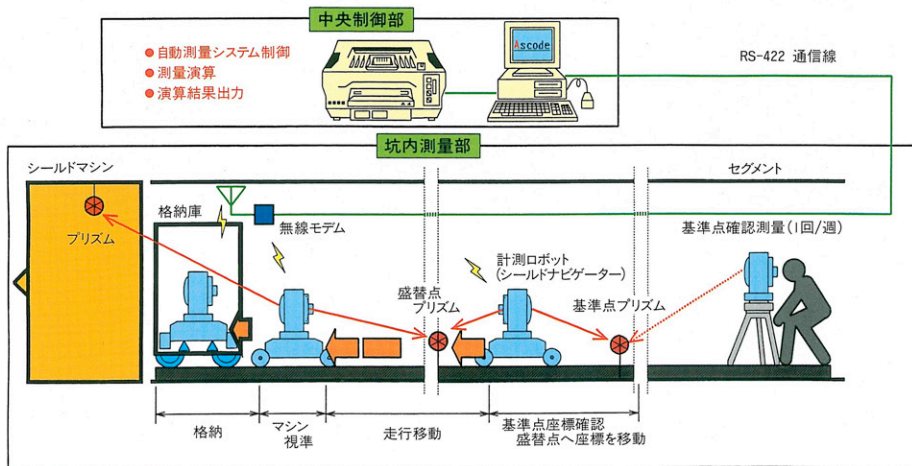 中央制御部
●自動測量システム制御
●測量演算
●演算結果出力
Ascode
RS-422 通信線
坑内測量部
シールドマシン
セグメント
格納庫
無線モデム
プリズム
基準点確認測量(1回/週)
計測ロボット
(シールドナビゲーター)
盛替点
プリズム
基準点プリズム
格納
マシン
視準
走行移動
基準点座標確認
盛替点へ座標を移動